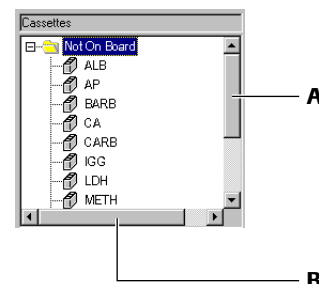 Cassettes
Not On Board
ALB
AP
A
BARB
CA
CARB
IGG
LDH
METH
B